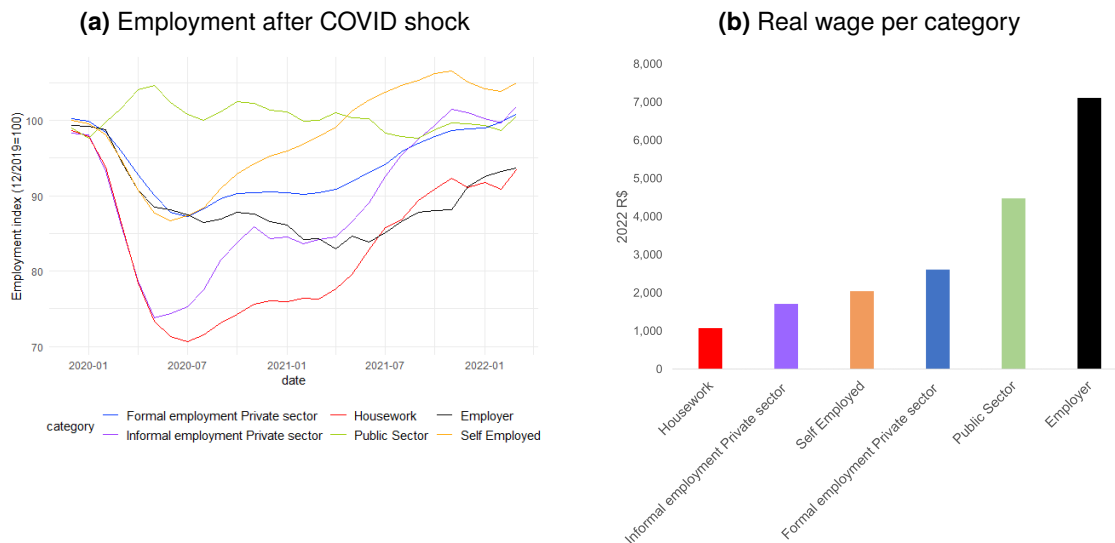 (a) Employment after COVID shock
Employment index (12/2019=100)
100
90
80
70
2020-01 2020-07 2021-01 2021-07 2022-01
date
category
Formal employment Private sector
Housework
Employer
Informal employment Private sector
Public Sector
Self Employed
(b) Real wage per category
2022 R$
8,000
7,000
6,000
5,000
4,000
3,000
2,000
1,000
0
Housework
Informal employment Private sector
Self Employed
Formal employment Private sector
Public Sector
Employer